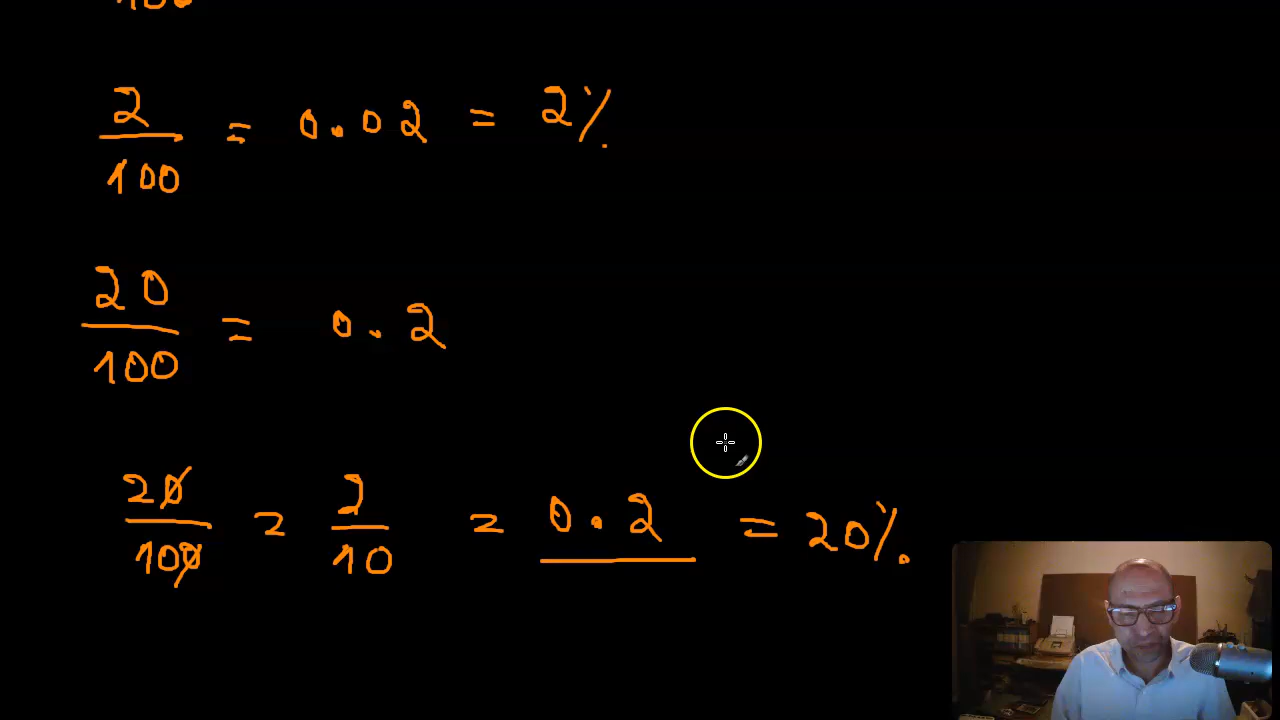 2/100 = 0.02 = 2%
20/100 = 0.2
20/100 = 2/10 = 0.2 = 20%